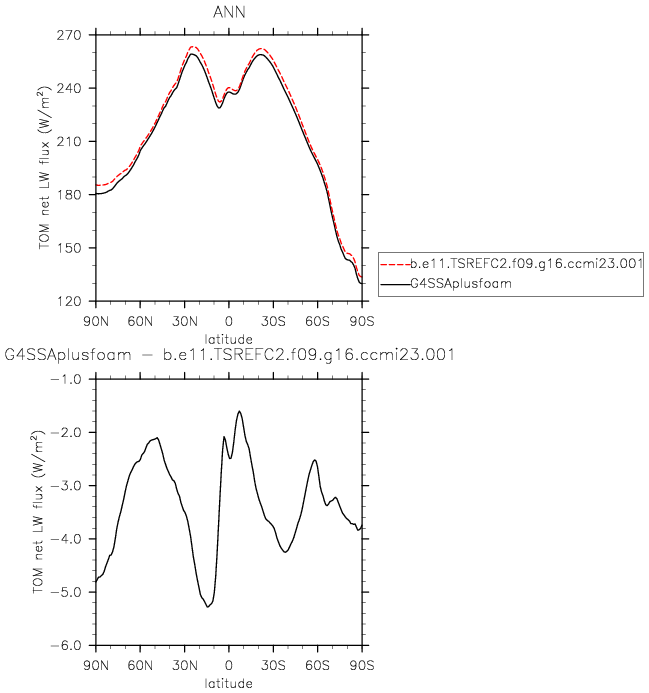 ANN
270
240
210
180
150
120
TOM net LW flux (W/m²)
90N 60N 30N 0 30S 60S 90S
latitude
b.e11.TSREFC2.f09.g16.ccmi23.001
G4SSAplusfoam
G4SSAplusfoam − b.e11.TSREFC2.f09.g16.ccmi23.001
−1.0
−2.0
−3.0
−4.0
−5.0
−6.0
TOM net LW flux (W/m²)
90N 60N 30N 0 30S 60S 90S
latitude